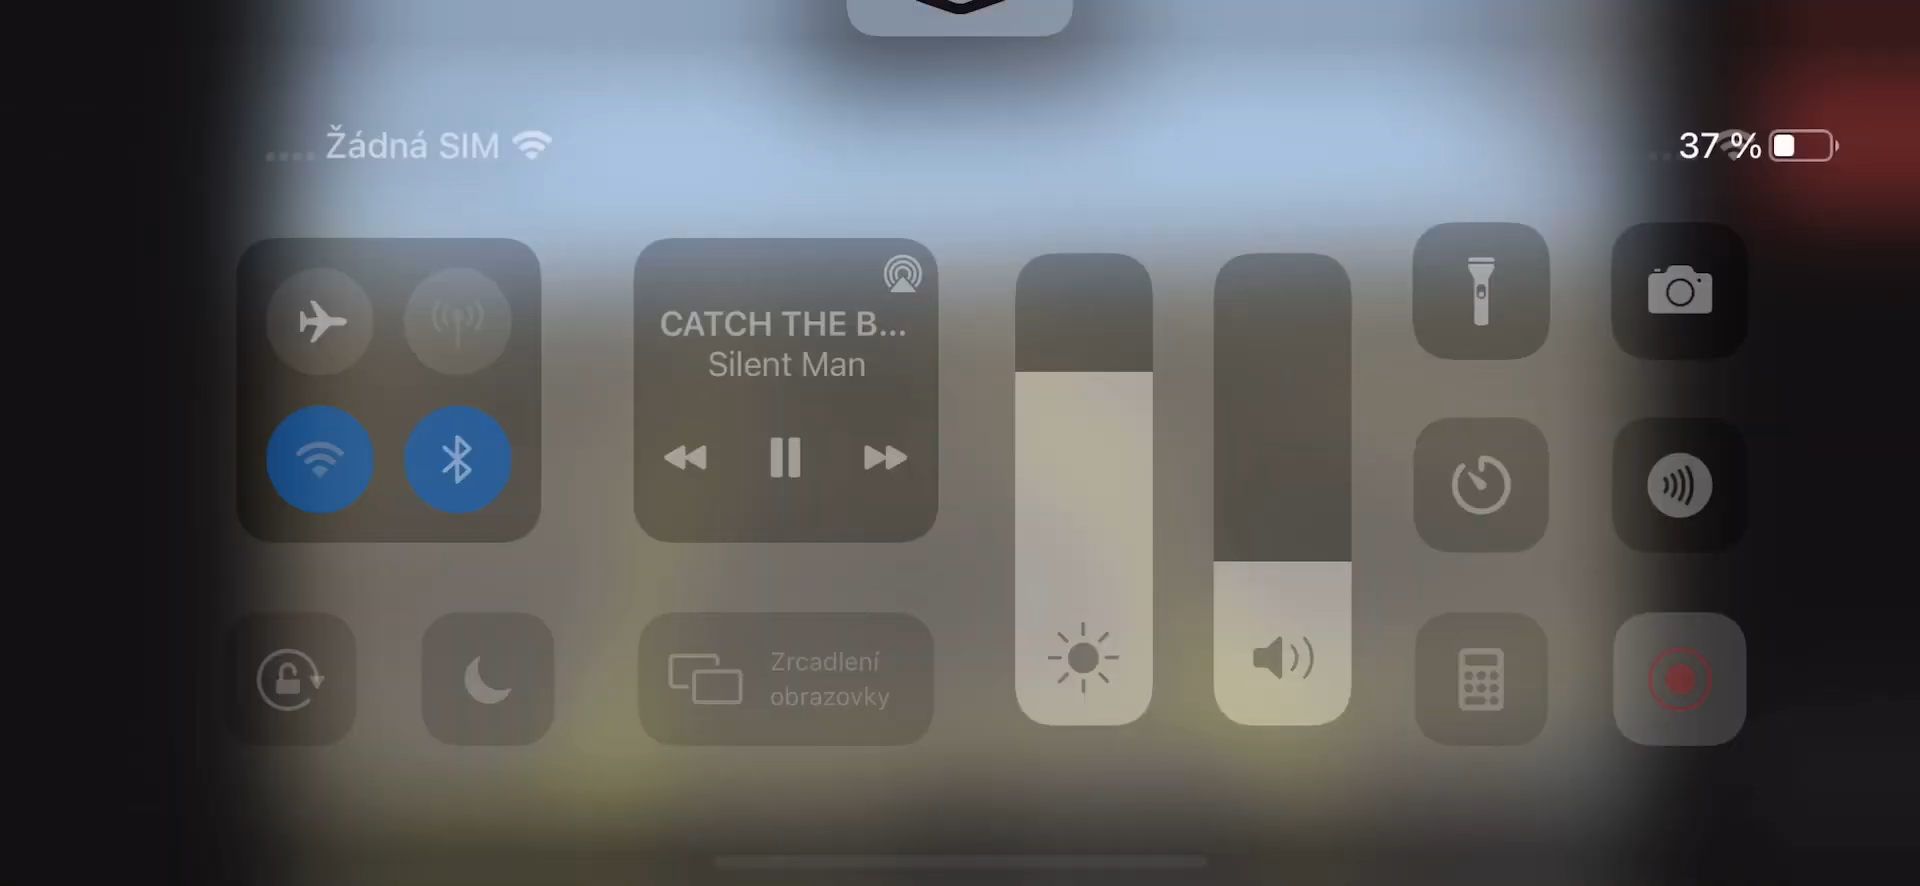 Žádná SIM
37 %
CATCH THE B...
Silent Man
Zrcadlení
obrazovky